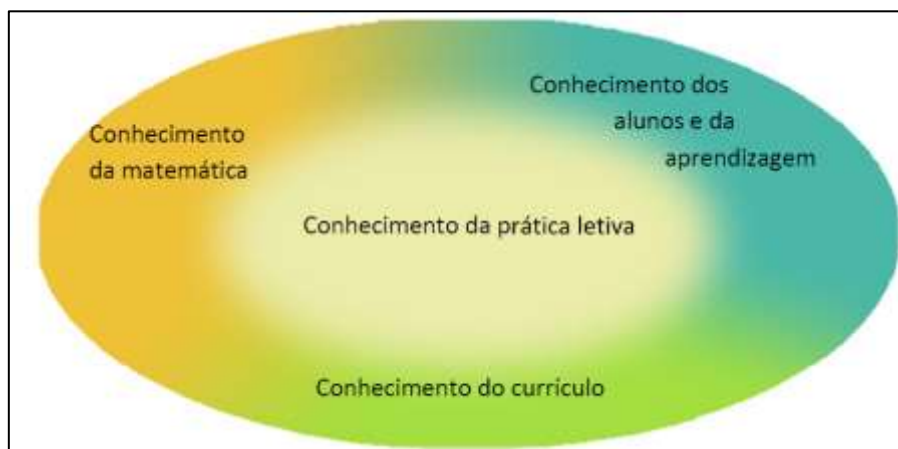 Conhecimento dos
alunos e da
aprendizagem
Conhecimento
da matemática
Conhecimento da prática letiva
Conhecimento do currículo